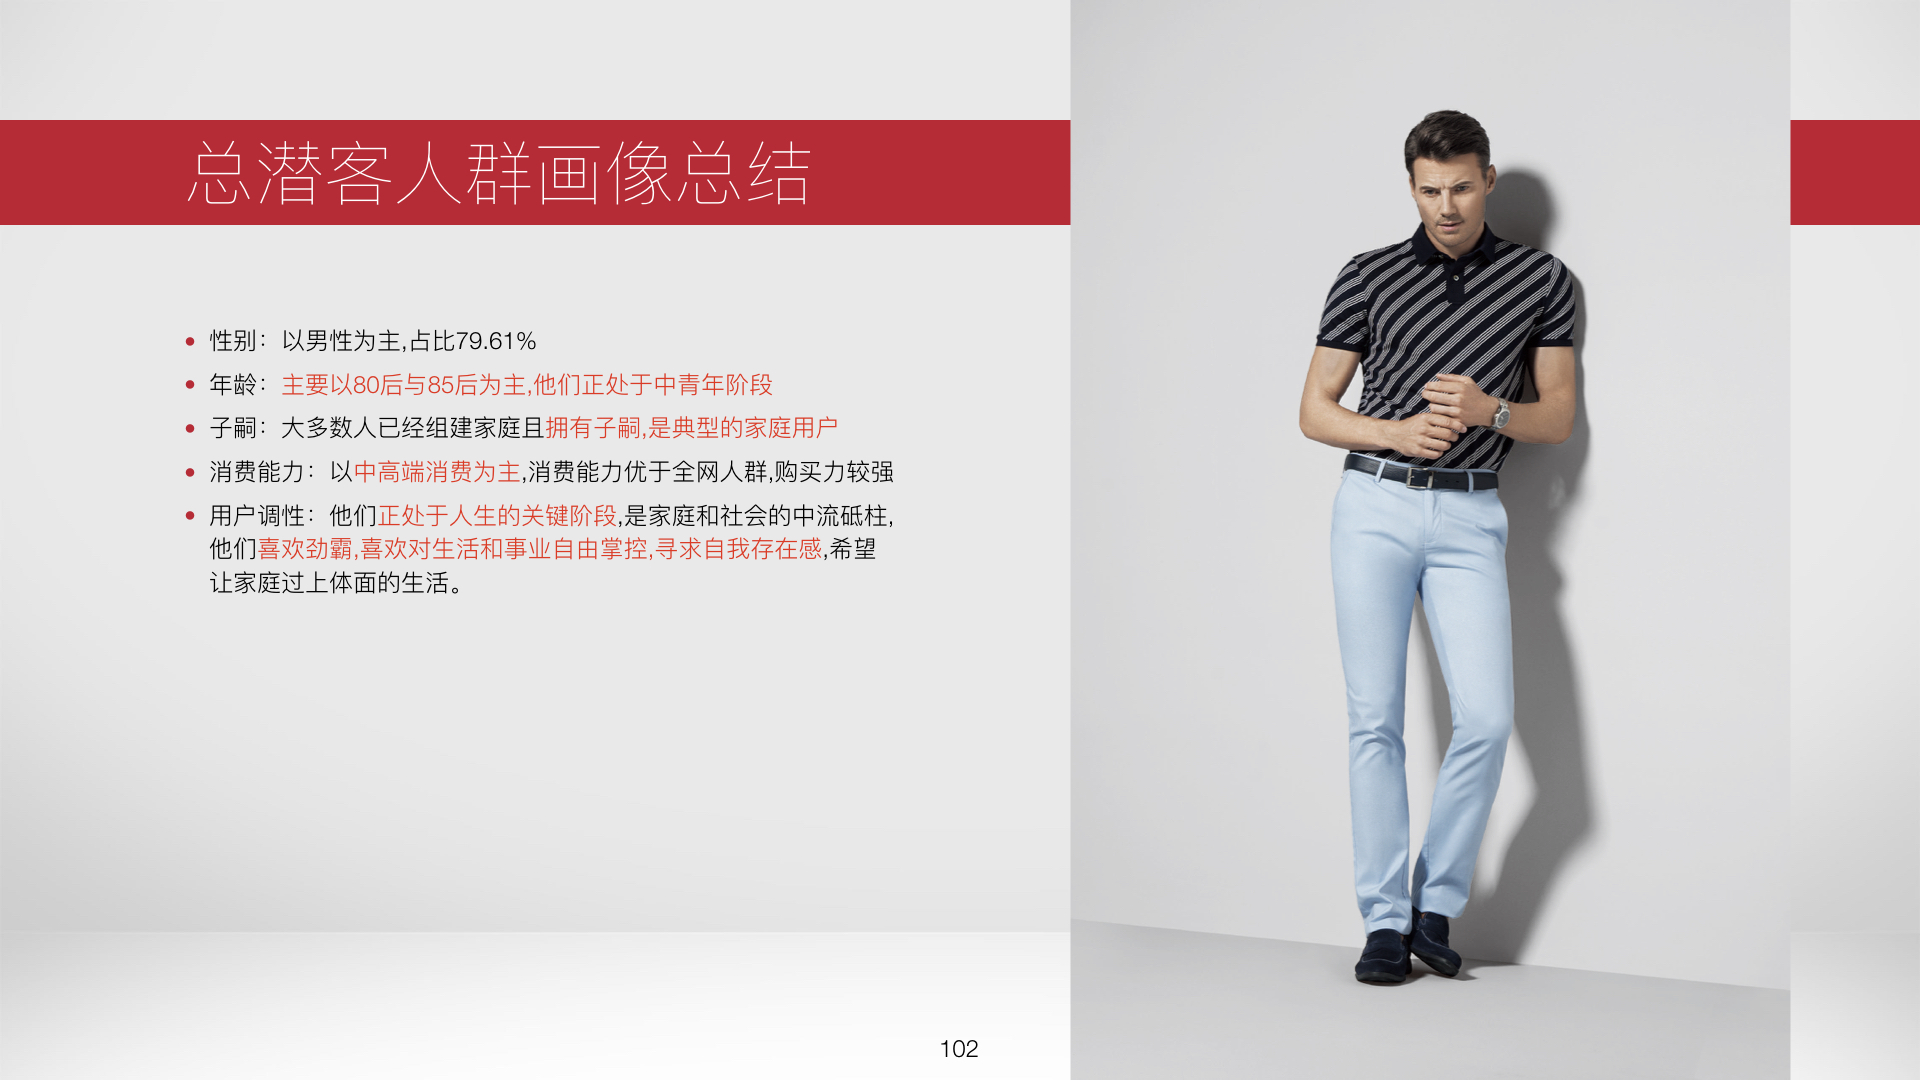 总潜客人群画像总结
• 性别：以男性为主,占比79.61%
• 年龄：主要以80后与85后为主,他们正处于中青年阶段
• 子嗣：大多数人已经组建家庭且拥有子嗣,是典型的家庭用户
• 消费能力：以中高端消费为主,消费能力优于全网人群,购买力较强
• 用户调性：他们正处于人生的关键阶段,是家庭和社会的中流砥柱,
他们喜欢劲霸,喜欢对生活和事业自由掌控,寻求自我存在感,希望
让家庭过上体面的生活。
102